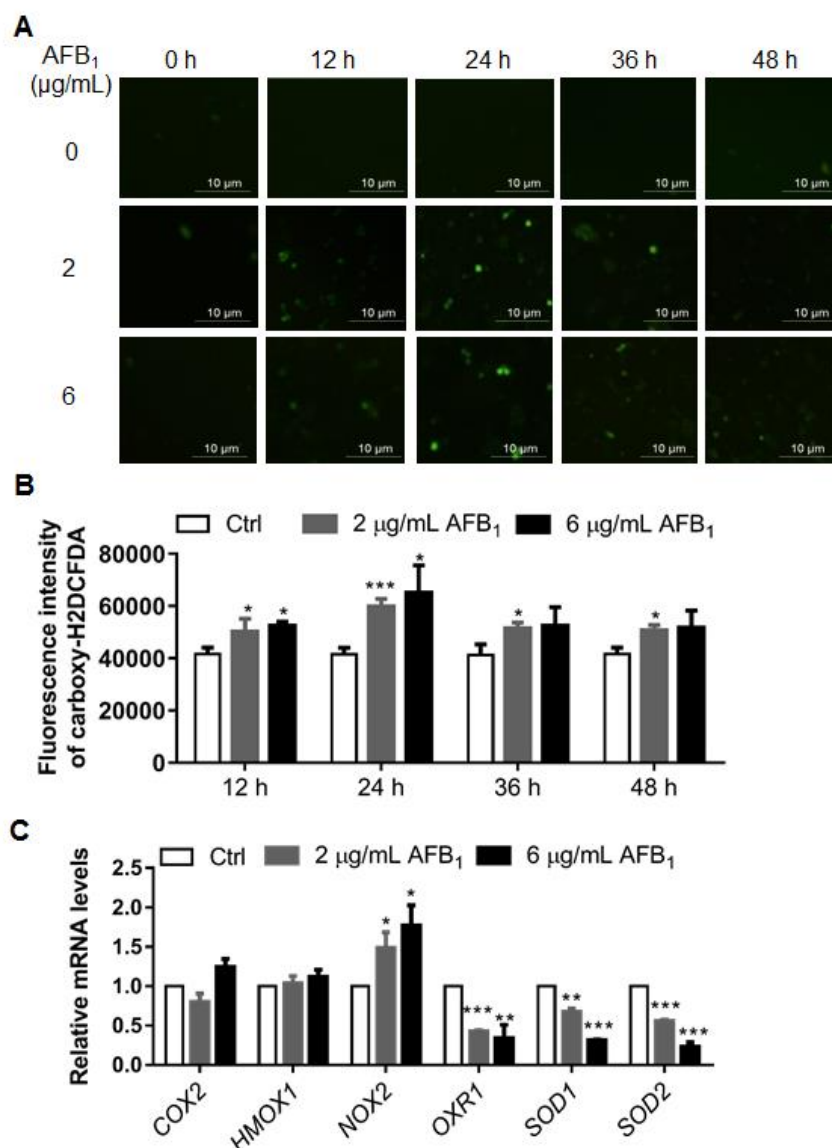 A
AFB₁ (µg/mL)
0 h 12 h 24 h 36 h 48 h
0
10 µm 10 µm 10 µm 10 µm 10 µm
2
10 µm 10 µm 10 µm 10 µm 10 µm
6
10 µm 10 µm 10 µm 10 µm 10 µm
B
Ctrl 2 µg/mL AFB₁ 6 µg/mL AFB₁
Fluorescence intensity
of carboxy-H2DCFDA
80000
60000
40000
20000
0
* * *** * * *
12 h 24 h 36 h 48 h
C
Ctrl 2 µg/mL AFB₁ 6 µg/mL AFB₁
Relative mRNA levels
2.5
2.0
1.5
1.0
0.5
0.0
* * *** ** ** *** *** ***
COX2 HMOX1 NOX2 OXR1 SOD1 SOD2